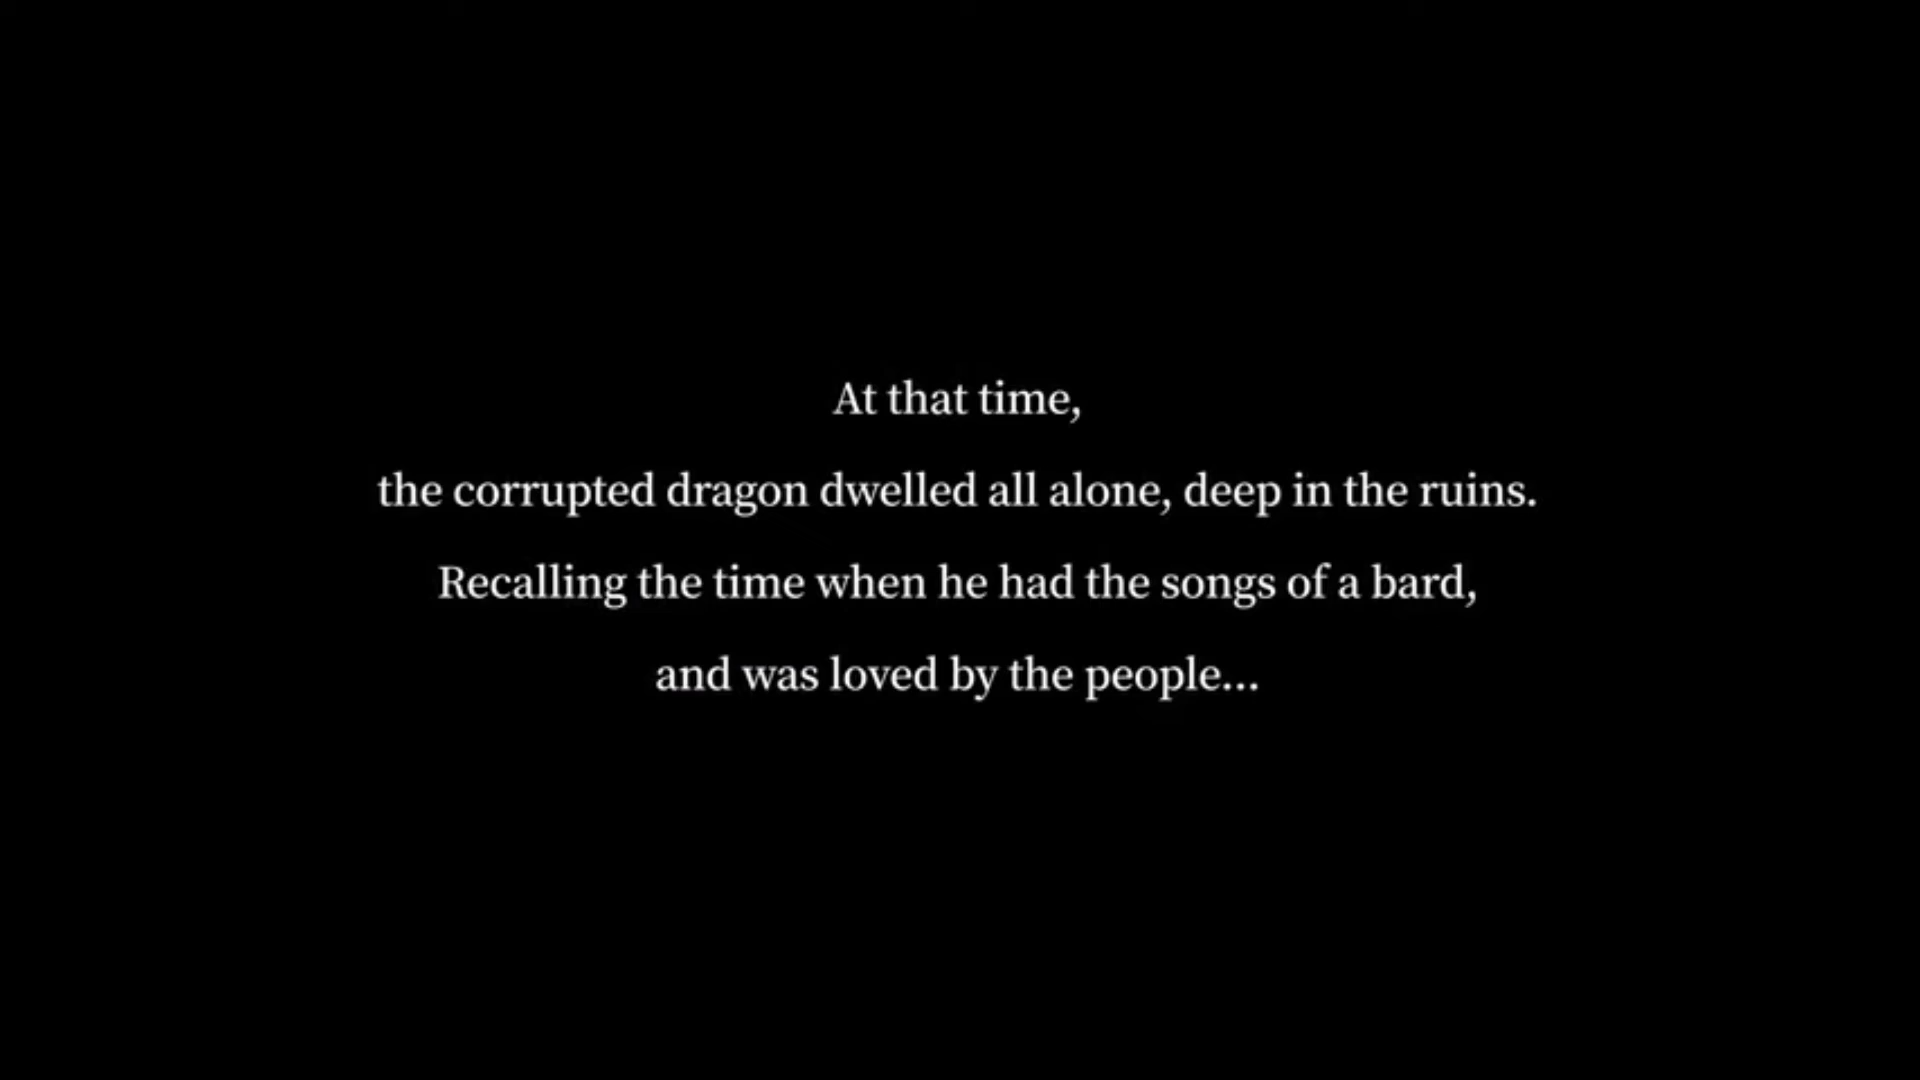 At that time,
the corrupted dragon dwelled all alone, deep in the ruins.
Recalling the time when he had the songs of a bard,
and was loved by the people...